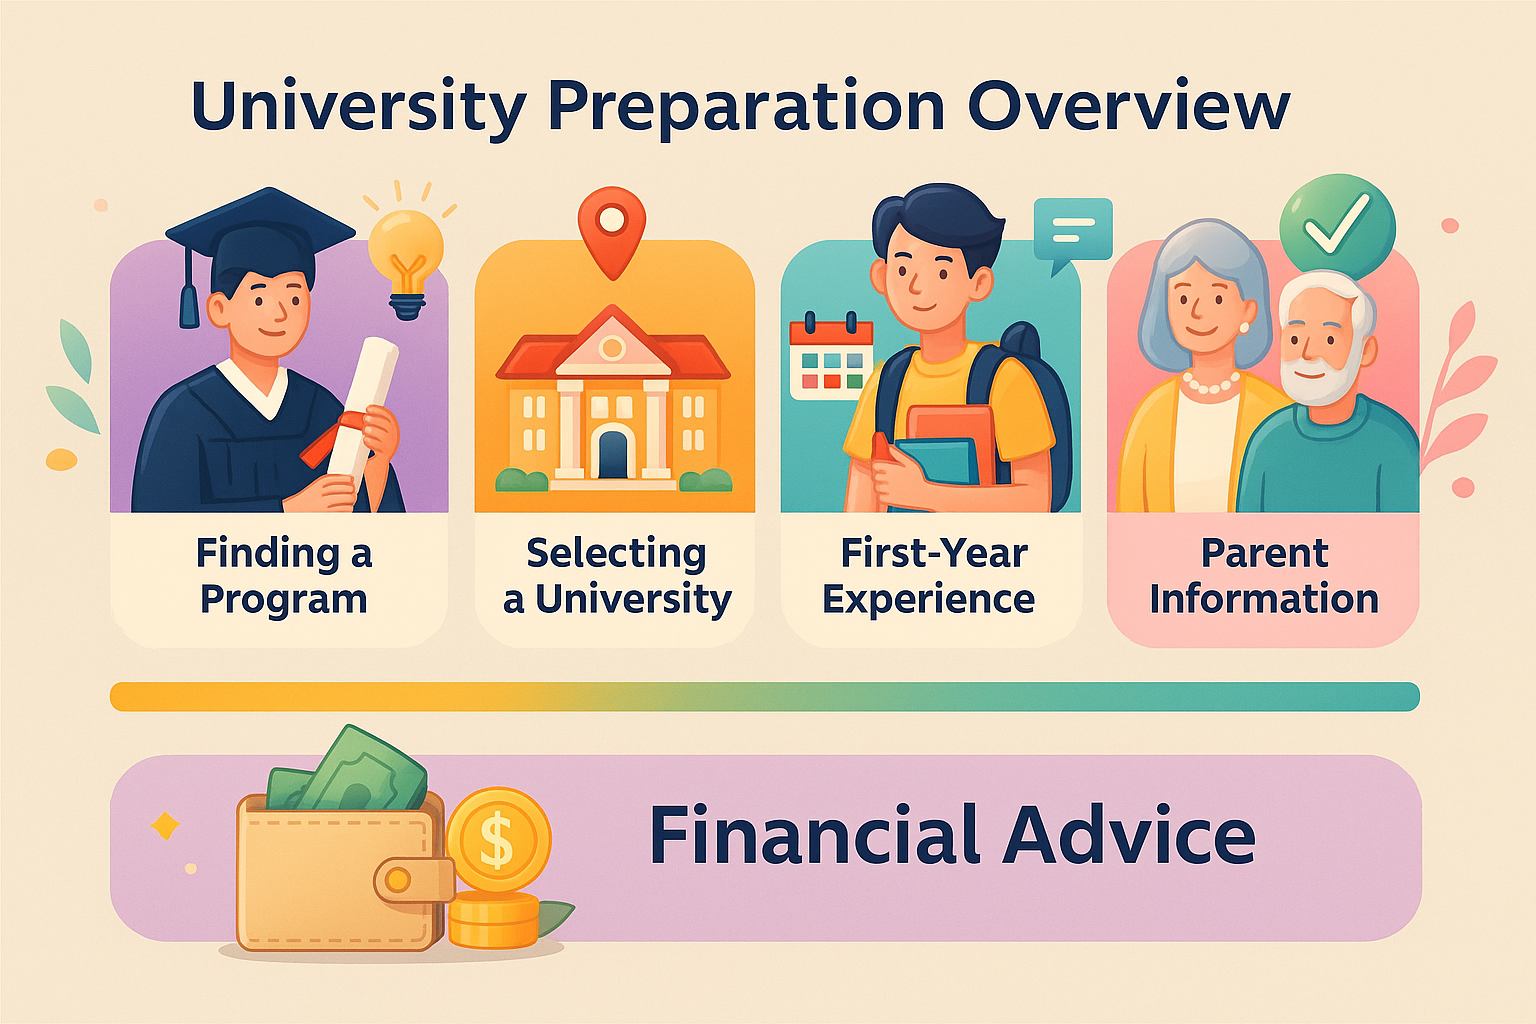 University Preparation Overview
Finding a
Program
Selecting
a University
First-Year
Experience
Parent
Information
$
Financial Advice